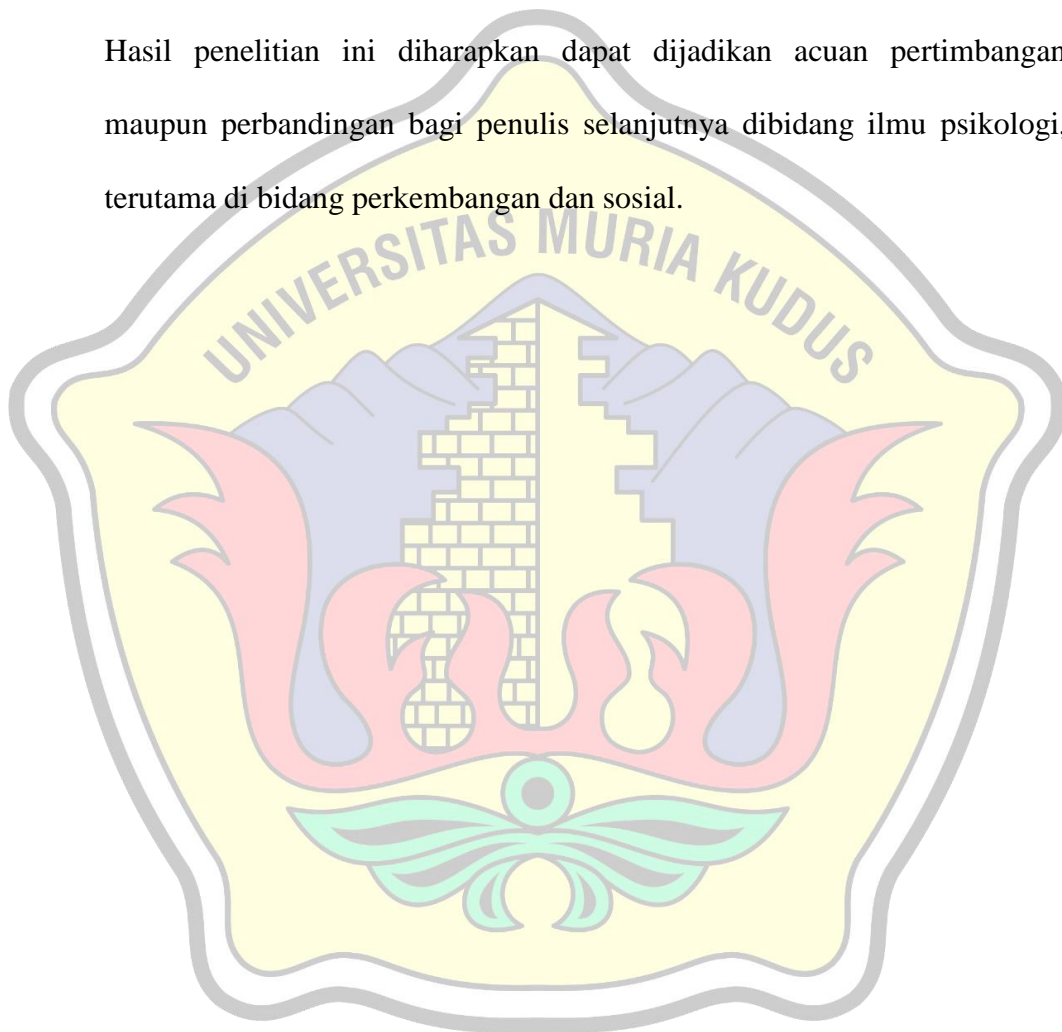 Hasil penelitian ini diharapkan dapat dijadikan acuan pertimbangan
maupun perbandingan bagi penulis selanjutnya dibidang ilmu psikologi,
terutama di bidang perkembangan dan sosial.
UNIVERSITAS MURIA KUDUS